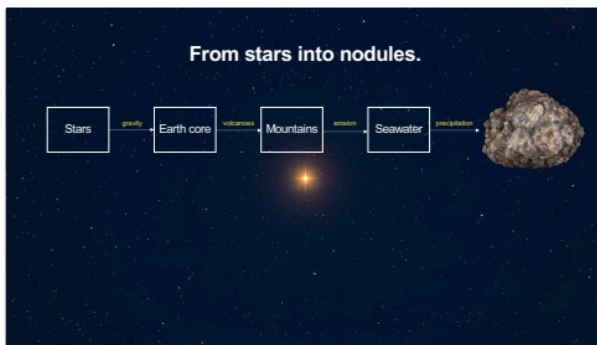 From stars into nodules.
Stars
gravity
Earth core
volcanoes
Mountains
erosion
Seawater
precipitation